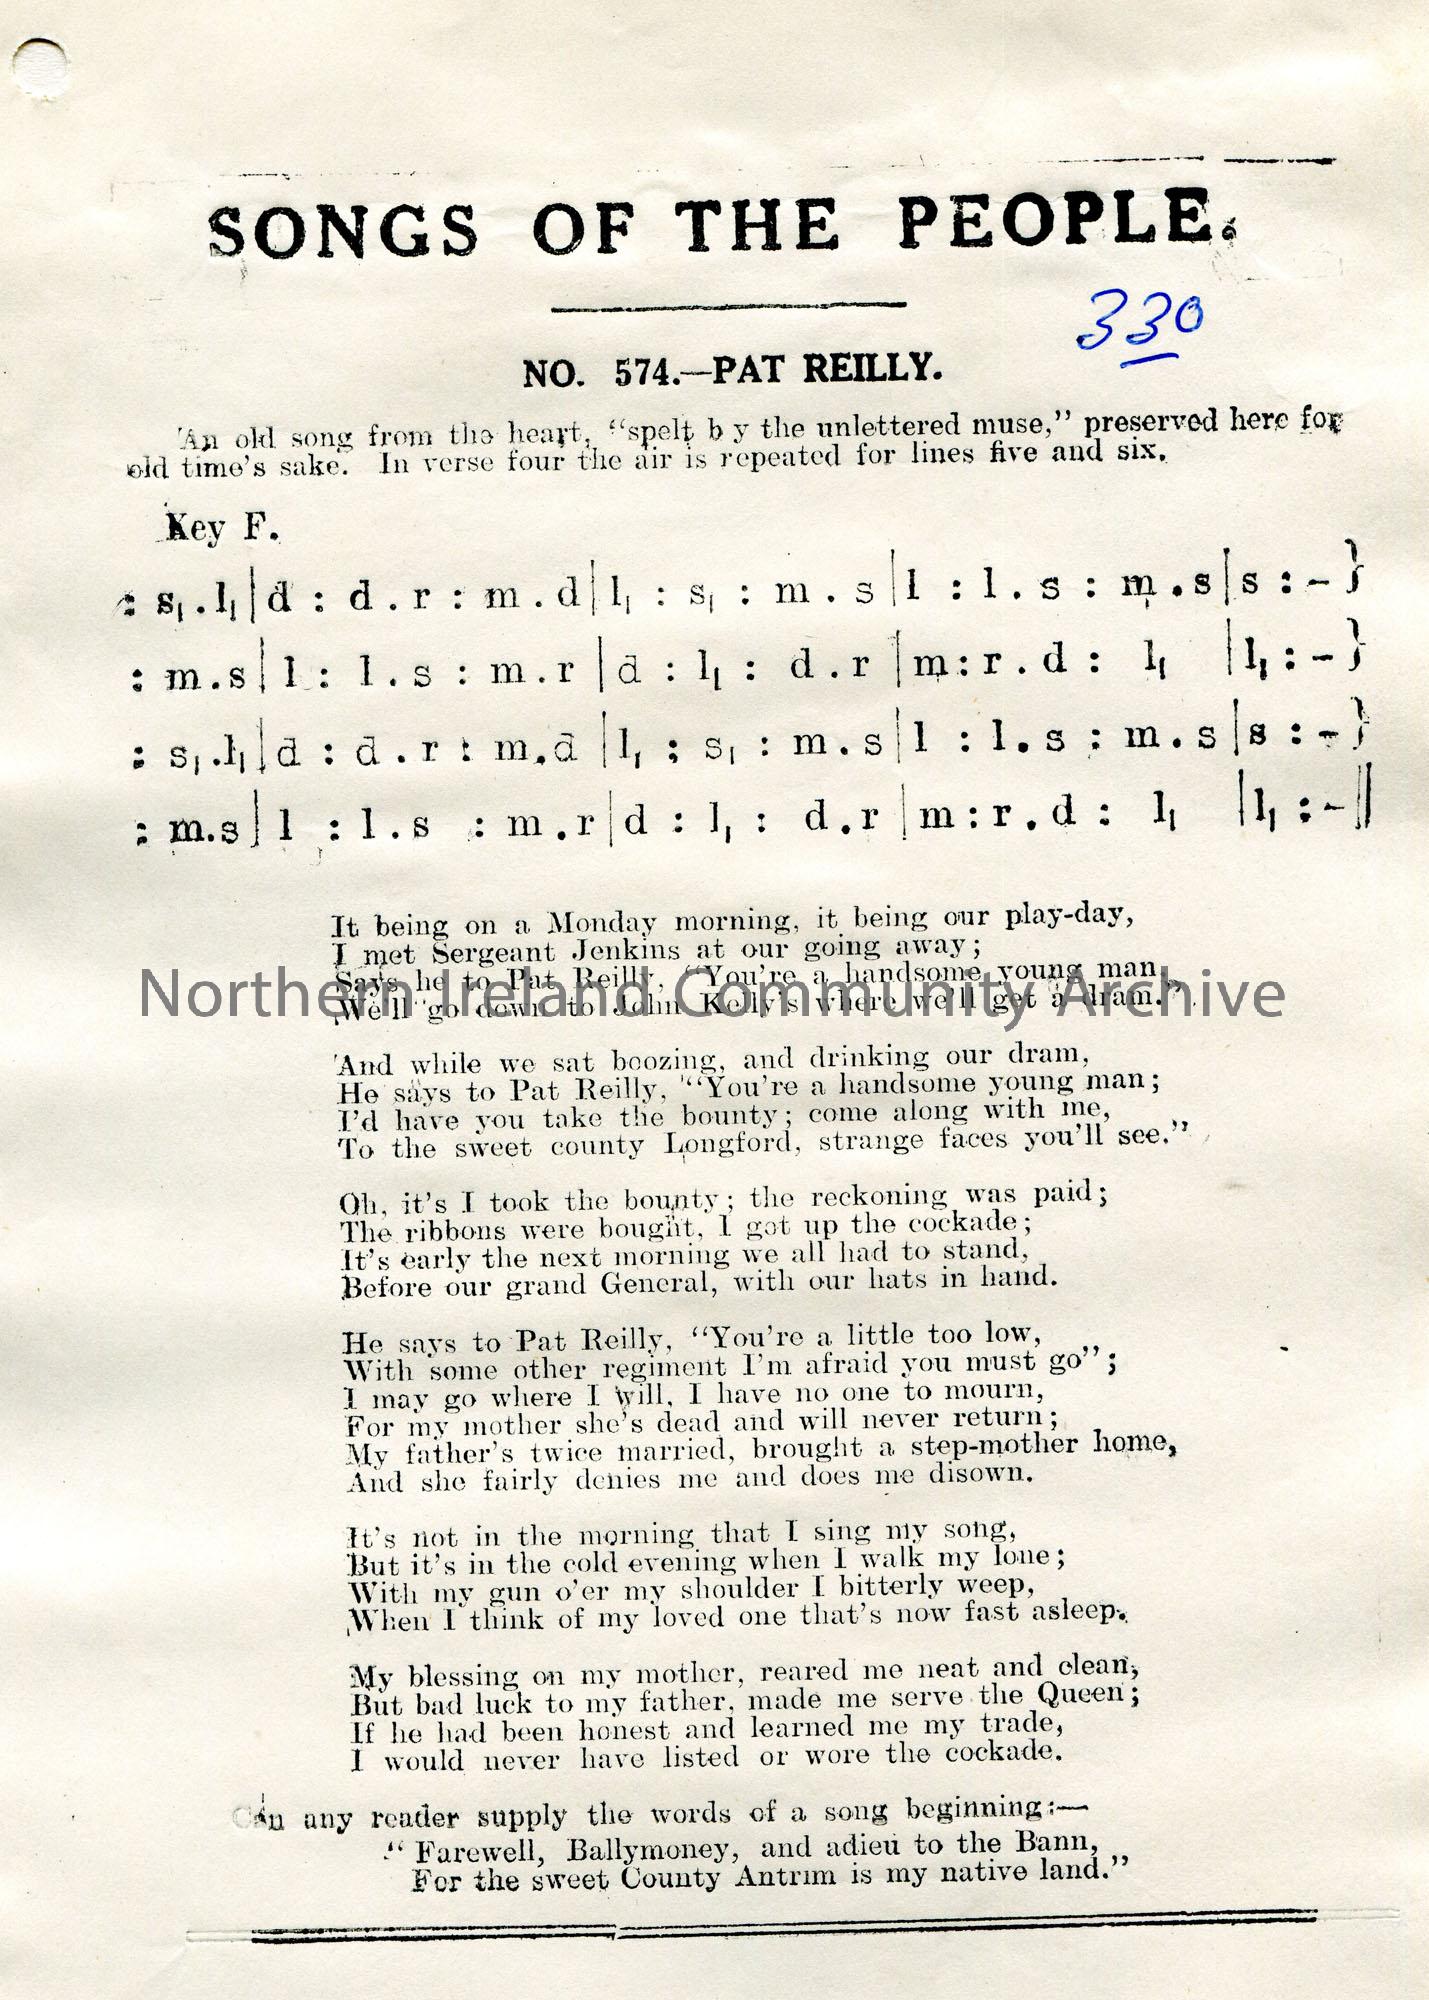 SONGS OF THE PEOPLE.
330
NO. 574.—PAT REILLY.
An old song from the heart, "spelt by the unlettered muse," preserved here for
old time's sake. In verse four the air is repeated for lines five and six.
Key F.
: s₁.l₁|d : d.r : m.d|l₁ : s₁ : m.s|l : l.s : m.s|s : –}
: m.s|l : l.s : m.r|d : l₁ : d.r|m:r.d : l₁ |l₁ : –}
: s₁.l₁|d : d.r : m.d|l₁ : s₁ : m.s|l : l.s : m.s|s : –}
: m.s|l : l.s : m.r|d : l₁ : d.r|m:r.d : l₁ |l₁ : –||
It being on a Monday morning, it being our play-day,
I met Sergeant Jenkins at our going away;
Says he to Pat Reilly, "You're a handsome young man,
We'll go down to John Kelly's where we'll get a dram."
Northern Ireland Community Archive
And while we sat boozing, and drinking our dram,
He says to Pat Reilly, "You're a handsome young man;
I'd have you take the bounty; come along with me,
To the sweet county Longford, strange faces you'll see."
Oh, it's I took the bounty; the reckoning was paid;
The ribbons were bought, I got up the cockade;
It's early the next morning we all had to stand,
Before our grand General, with our hats in hand.
He says to Pat Reilly, "You're a little too low,
With some other regiment I'm afraid you must go";
I may go where I will, I have no one to mourn,
For my mother she's dead and will never return;
My father's twice married, brought a step-mother home,
And she fairly denies me and does me disown.
It's not in the morning that I sing my song,
But it's in the cold evening when I walk my lone;
With my gun o'er my shoulder I bitterly weep,
When I think of my loved one that's now fast asleep.
My blessing on my mother, reared me neat and clean,
But bad luck to my father, made me serve the Queen;
If he had been honest and learned me my trade,
I would never have listed or wore the cockade.
Can any reader supply the words of a song beginning:—
"Farewell, Ballymoney, and adieu to the Bann,
For the sweet County Antrim is my native land."